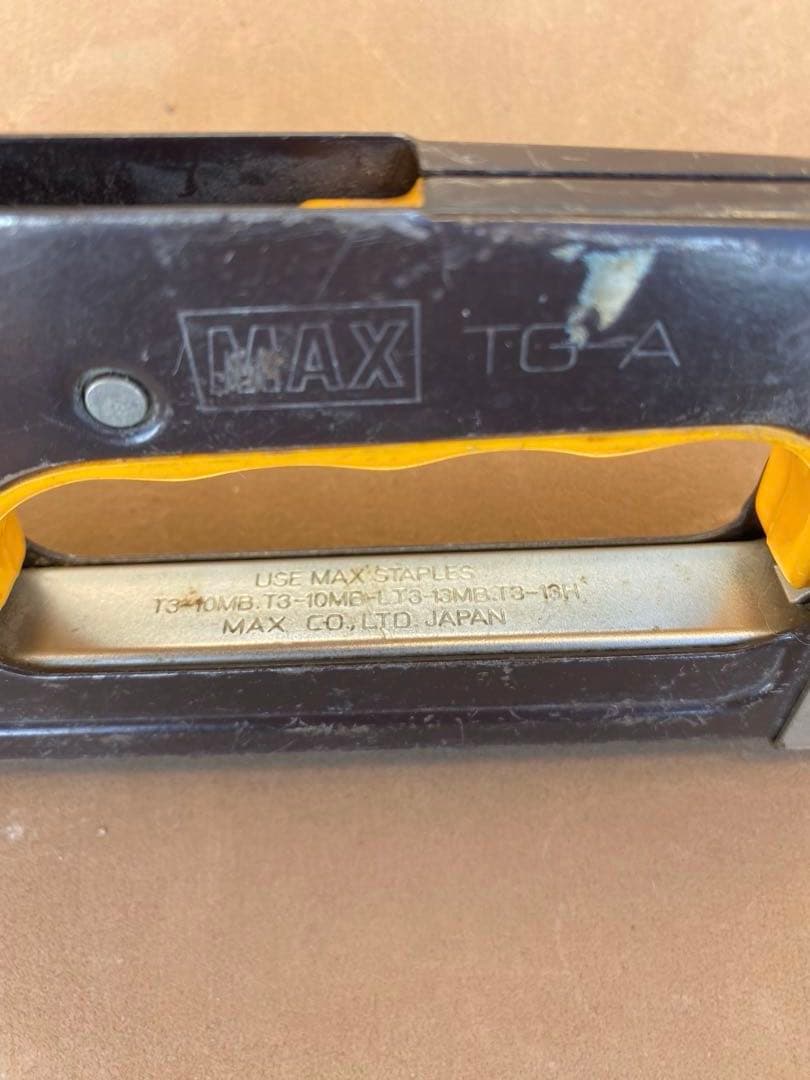 MAX TG-A
USE MAX STAPLES
T3-10MB.T3-10MB-L T3-13MB.T3-13H
MAX CO., LTD. JAPAN